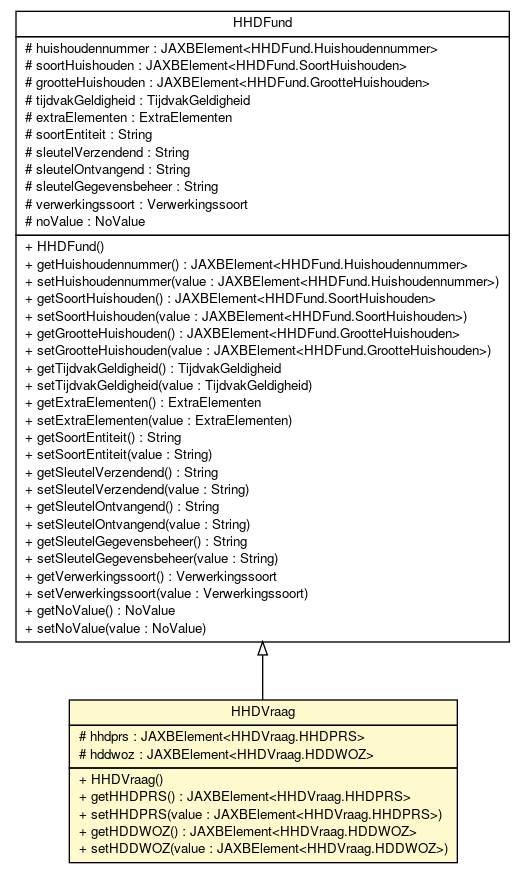 HHDFund
# huishoudennummer : JAXBElement<HHDFund.Huishoudennummer>
# soortHuishouden : JAXBElement<HHDFund.SoortHuishouden>
# grootteHuishouden : JAXBElement<HHDFund.GrootteHuishouden>
# tijdvakGeldigheid : TijdvakGeldigheid
# extraElementen : ExtraElementen
# soortEntiteit : String
# sleutelVerzendend : String
# sleutelOntvangend : String
# sleutelGegevensbeheer : String
# verwerkingssoort : Verwerkingssoort
# noValue : NoValue
+ HHDFund()
+ getHuishoudennummer() : JAXBElement<HHDFund.Huishoudennummer>
+ setHuishoudennummer(value : JAXBElement<HHDFund.Huishoudennummer>)
+ getSoortHuishouden() : JAXBElement<HHDFund.SoortHuishouden>
+ setSoortHuishouden(value : JAXBElement<HHDFund.SoortHuishouden>)
+ getGrootteHuishouden() : JAXBElement<HHDFund.GrootteHuishouden>
+ setGrootteHuishouden(value : JAXBElement<HHDFund.GrootteHuishouden>)
+ getTijdvakGeldigheid() : TijdvakGeldigheid
+ setTijdvakGeldigheid(value : TijdvakGeldigheid)
+ getExtraElementen() : ExtraElementen
+ setExtraElementen(value : ExtraElementen)
+ getSoortEntiteit() : String
+ setSoortEntiteit(value : String)
+ getSleutelVerzendend() : String
+ setSleutelVerzendend(value : String)
+ getSleutelOntvangend() : String
+ setSleutelOntvangend(value : String)
+ getSleutelGegevensbeheer() : String
+ setSleutelGegevensbeheer(value : String)
+ getVerwerkingssoort() : Verwerkingssoort
+ setVerwerkingssoort(value : Verwerkingssoort)
+ getNoValue() : NoValue
+ setNoValue(value : NoValue)
HHDVraag
# hhdprs : JAXBElement<HHDVraag.HHDPRS>
# hddwoz : JAXBElement<HHDVraag.HDDWOZ>
+ HHDVraag()
+ getHHDPRS() : JAXBElement<HHDVraag.HHDPRS>
+ setHHDPRS(value : JAXBElement<HHDVraag.HHDPRS>)
+ getHDDWOZ() : JAXBElement<HHDVraag.HDDWOZ>
+ setHDDWOZ(value : JAXBElement<HHDVraag.HDDWOZ>)